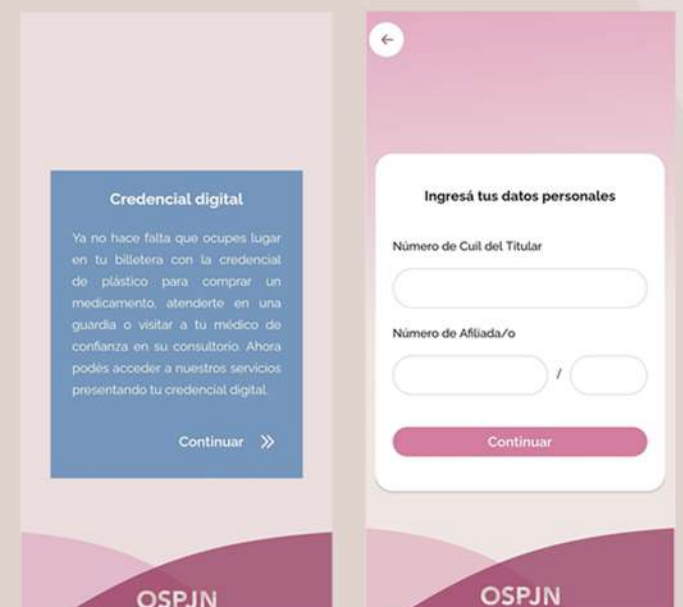 Credencial digital
Ya no hace falta que ocupes lugar
en tu billetera con la credencial
de plástico para comprar un
medicamento, atenderte en una
guardia o visitar a tu médico de
confianza en su consultorio. Ahora
podés acceder a nuestros servicios
presentando tu credencial digital.
Continuar
OSPJN
Ingresá tus datos personales
Número de Cuil del Titular
Número de Afiliada/o
/
Continuar
OSPJN